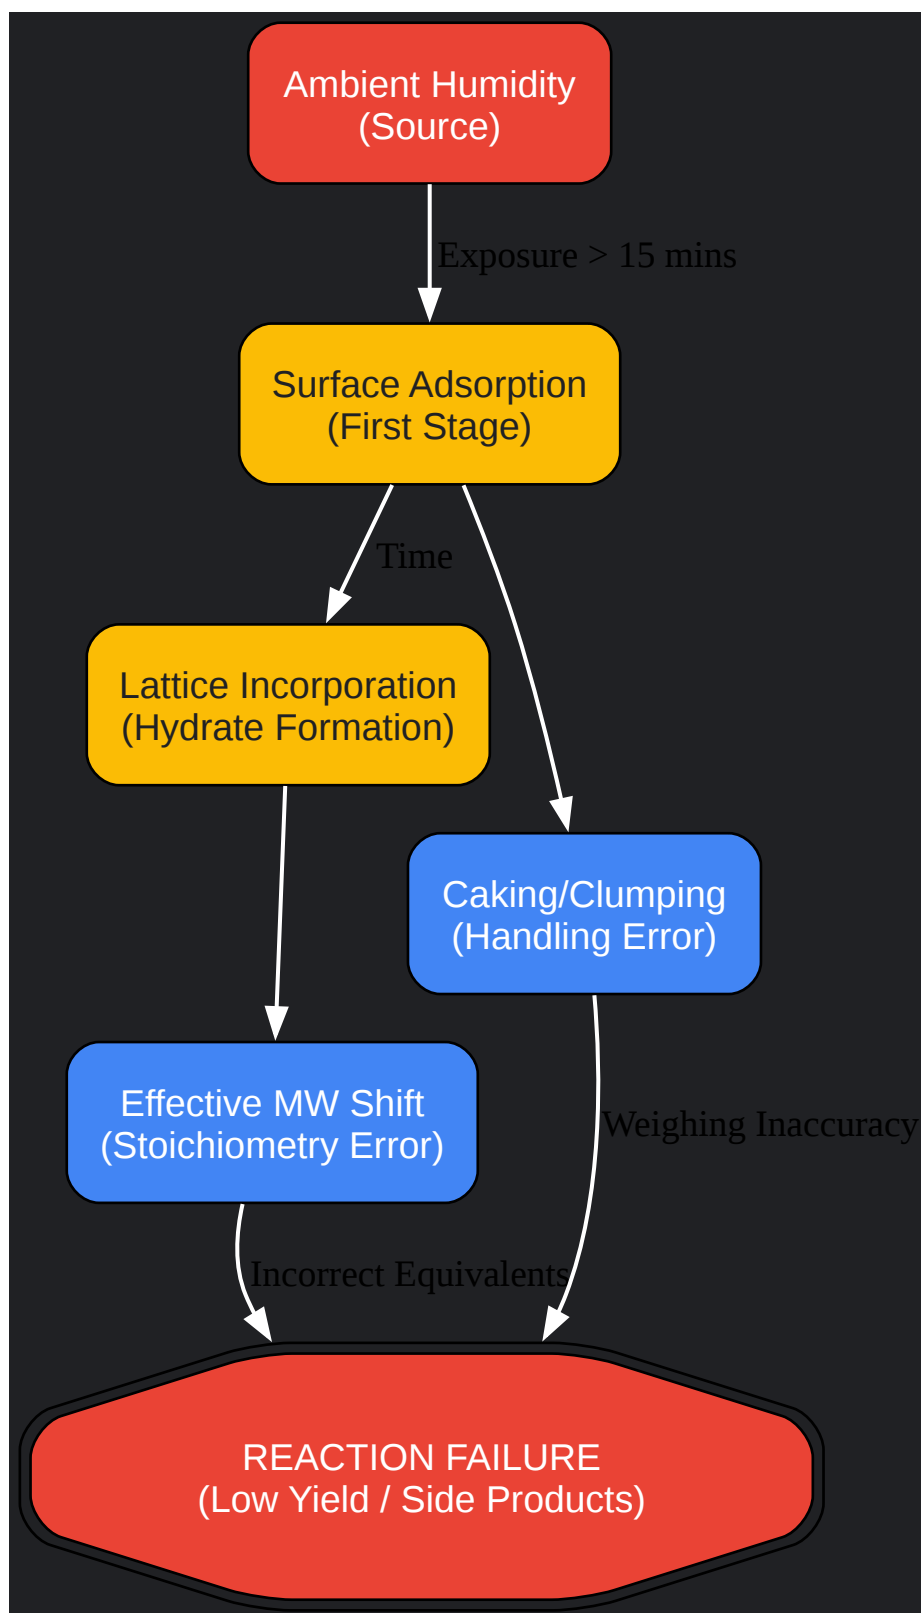 Ambient Humidity
(Source)
Exposure > 15 mins
Surface Adsorption
(First Stage)
Time
Lattice Incorporation
(Hydrate Formation)
Caking/Clumping
(Handling Error)
Effective MW Shift
(Stoichiometry Error)
Weighing Inaccuracy
Incorrect Equivalents
REACTION FAILURE
(Low Yield / Side Products)